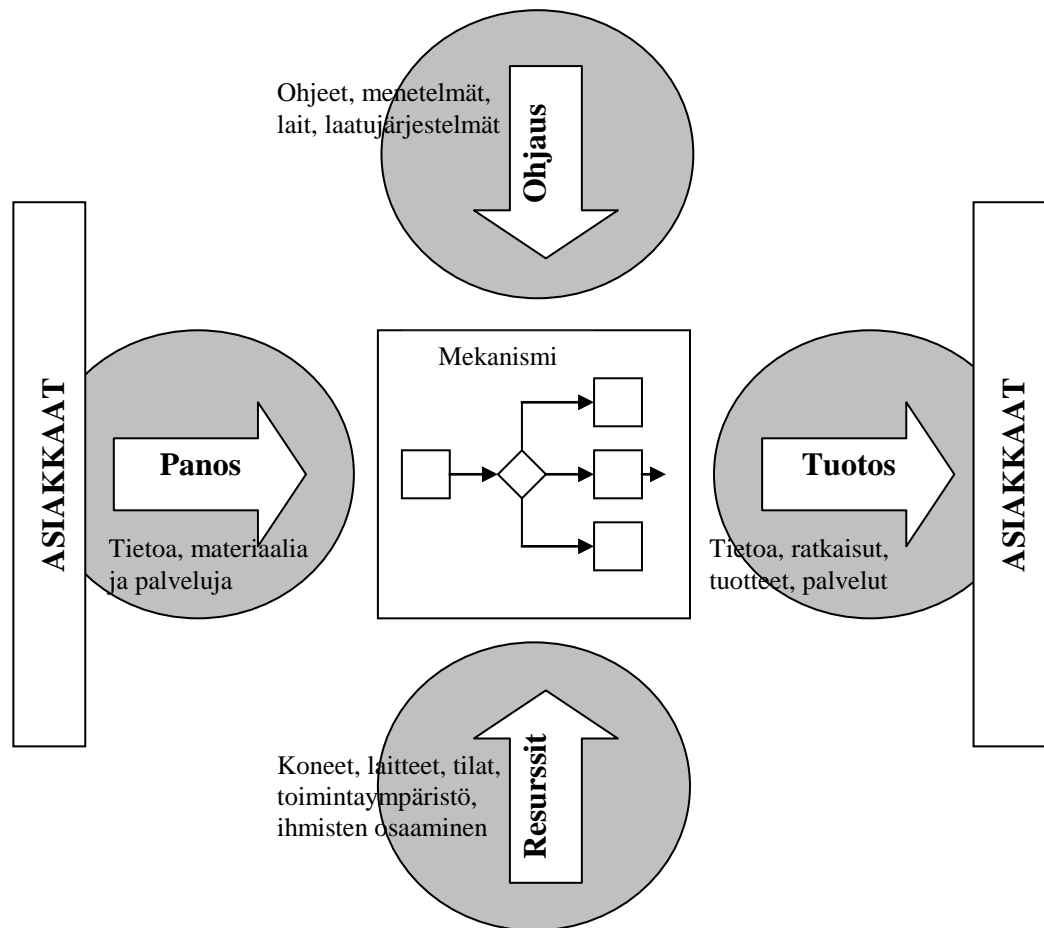 Ohjeet, menetelmät,
lait, laatujärjestelmät
Ohjaus
ASIAKKAAT
Panos
Tietoa, materiaalia
ja palveluja
Mekanismi
Tuotos
Tietoa, ratkaisut,
tuotteet, palvelut
ASIAKKAAT
Koneet, laitteet, tilat,
toimintaympäristö,
ihmisten osaaminen
Resurssit